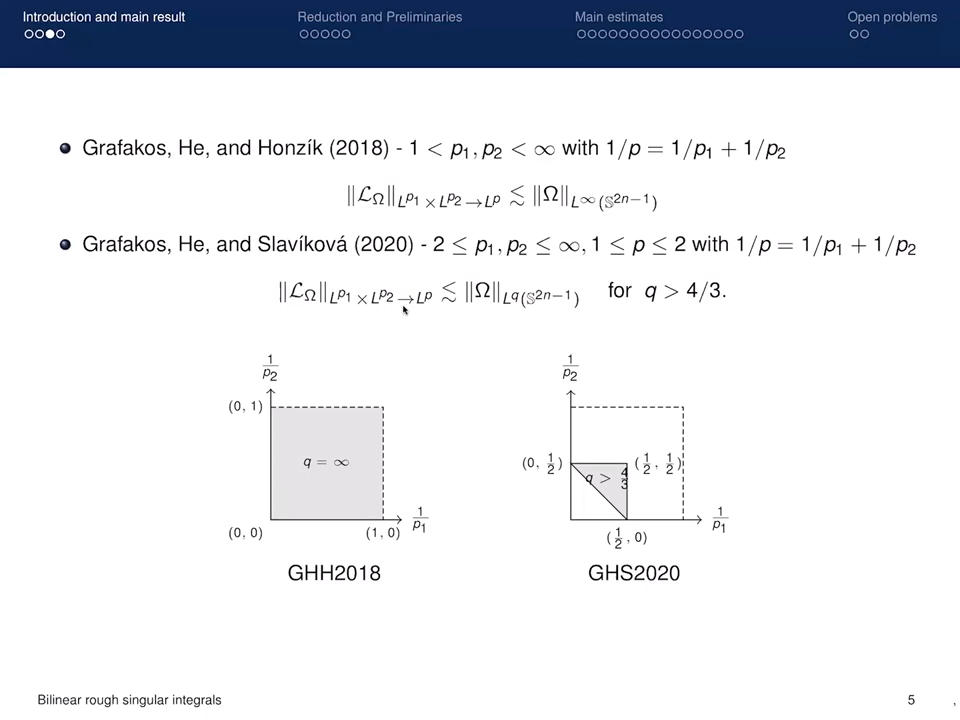 Introduction and main result Reduction and Preliminaries Main estimates Open problems
Grafakos, He, and Honzík (2018) - 1 < p₁, p₂ < ∞ with 1/p = 1/p₁ + 1/p₂
‖ℒ_Ω‖_{L^{p₁}×L^{p₂}→L^p} ≲ ‖Ω‖_{L^∞(𝕊^{2n−1})}
Grafakos, He, and Slavíková (2020) - 2 ≤ p₁, p₂ ≤ ∞, 1 ≤ p ≤ 2 with 1/p = 1/p₁ + 1/p₂
‖ℒ_Ω‖_{L^{p₁}×L^{p₂}→L^p} ≲ ‖Ω‖_{L^q(𝕊^{2n−1})} for q > 4/3.
1/p₂
(0, 1)
q = ∞
(0, 0)
(1, 0)
1/p₁
GHH2018
1/p₂
(0, 1/2)
(1/2, 1/2)
q > 4/3
(1/2, 0)
1/p₁
GHS2020
Bilinear rough singular integrals 5 ,